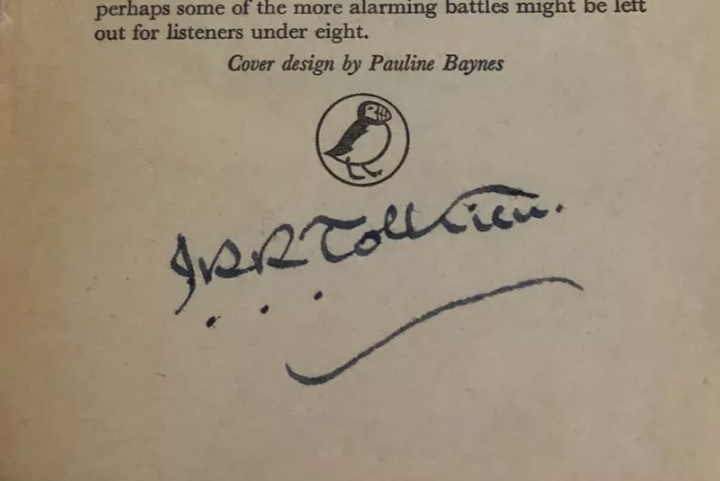 perhaps some of the more alarming battles might be left
out for listeners under eight.
Cover design by Pauline Baynes
JRRTolkien.